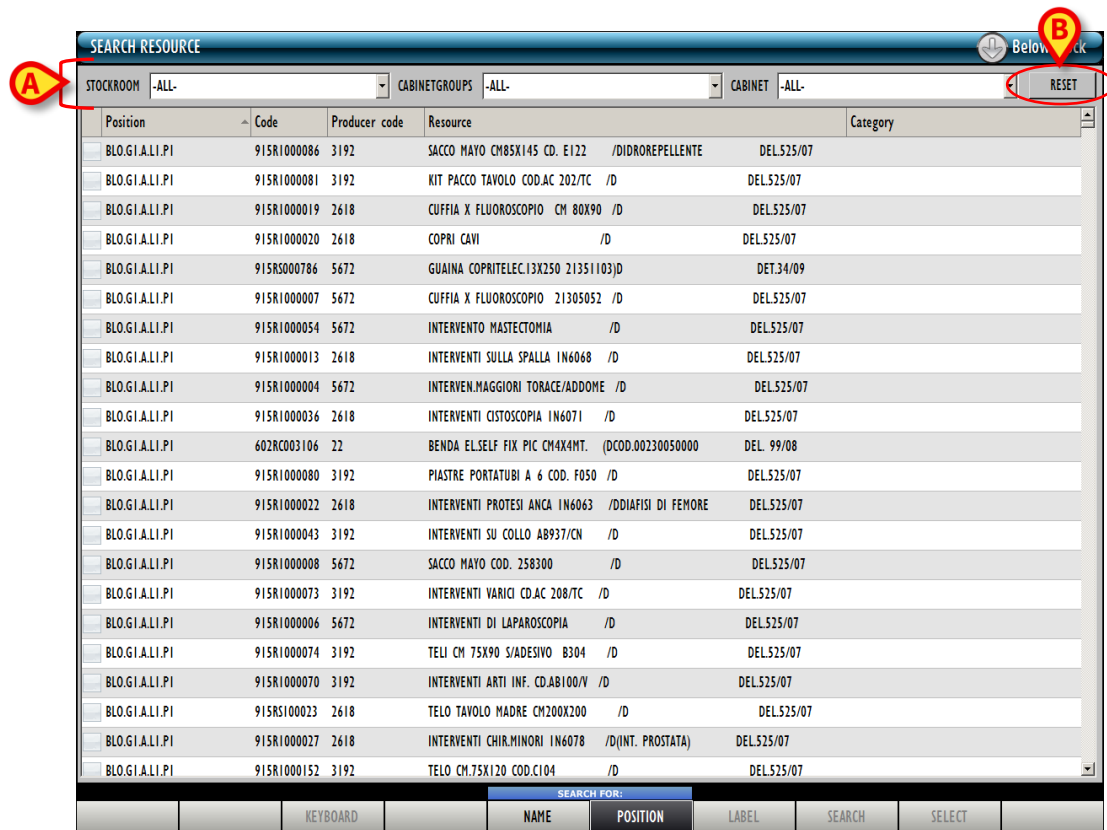 B
SEARCH RESOURCE Below ck
A
STOCKROOM -ALL- CABINETGROUPS -ALL- CABINET -ALL- RESET
Position Code Producer code Resource Category
BLO.G1.A.L1.P1 915R1000086 3192 SACCO MAYO CM85X145 CD. E122 /DIDROREPELLENTE DEL.525/07
BLO.G1.A.L1.P1 915R1000081 3192 KIT PACCO TAVOLO COD.AC 202/TC /D DEL.525/07
BLO.G1.A.L1.P1 915R1000019 2618 CUFFIA X FLUOROSCOPIO CM 80X90 /D DEL.525/07
BLO.G1.A.L1.P1 915R1000020 2618 COPRI CAVI /D DEL.525/07
BLO.G1.A.L1.P1 915RS000786 5672 GUAINA COPRITELEC.13X250 21351103)D DET.34/09
BLO.G1.A.L1.P1 915R1000007 5672 CUFFIA X FLUOROSCOPIO 21305052 /D DEL.525/07
BLO.G1.A.L1.P1 915R1000054 5672 INTERVENTO MASTECTOMIA /D DEL.525/07
BLO.G1.A.L1.P1 915R1000013 2618 INTERVENTI SULLA SPALLA 1N6068 /D DEL.525/07
BLO.G1.A.L1.P1 915R1000004 5672 INTERVEN.MAGGIORI TORACE/ADDOME /D DEL.525/07
BLO.G1.A.L1.P1 915R1000036 2618 INTERVENTI CISTOSCOPIA 1N6071 /D DEL.525/07
BLO.G1.A.L1.P1 602RC003106 22 BENDA EL.SELF FIX PIC CM4X4MT. (DCOD.00230050000 DEL. 99/08
BLO.G1.A.L1.P1 915R1000080 3192 PIASTRE PORTATUBI A 6 COD. F050 /D DEL.525/07
BLO.G1.A.L1.P1 915R1000022 2618 INTERVENTI PROTESI ANCA 1N6063 /DDIAFISI DI FEMORE DEL.525/07
BLO.G1.A.L1.P1 915R1000043 3192 INTERVENTI SU COLLO AB937/CN /D DEL.525/07
BLO.G1.A.L1.P1 915R1000008 5672 SACCO MAYO COD. 258300 /D DEL.525/07
BLO.G1.A.L1.P1 915R1000073 3192 INTERVENTI VARICI CD.AC 208/TC /D DEL.525/07
BLO.G1.A.L1.P1 915R1000006 5672 INTERVENTI DI LAPAROSCOPIA /D DEL.525/07
BLO.G1.A.L1.P1 915R1000074 3192 TELI CM 75X90 S/ADESIVO B304 /D DEL.525/07
BLO.G1.A.L1.P1 915R1000070 3192 INTERVENTI ARTI INF. CD.AB100/V /D DEL.525/07
BLO.G1.A.L1.P1 915RS100023 2618 TELO TAVOLO MADRE CM200X200 /D DEL.525/07
BLO.G1.A.L1.P1 915R1000027 2618 INTERVENTI CHIR.MINORI 1N6078 /D(INT. PROSTATA) DEL.525/07
BLO.G1.A.L1.P1 915R1000152 3192 TELO CM.75X120 COD.C104 /D DEL.525/07
SEARCH FOR:
KEYBOARD NAME POSITION LABEL SEARCH SELECT